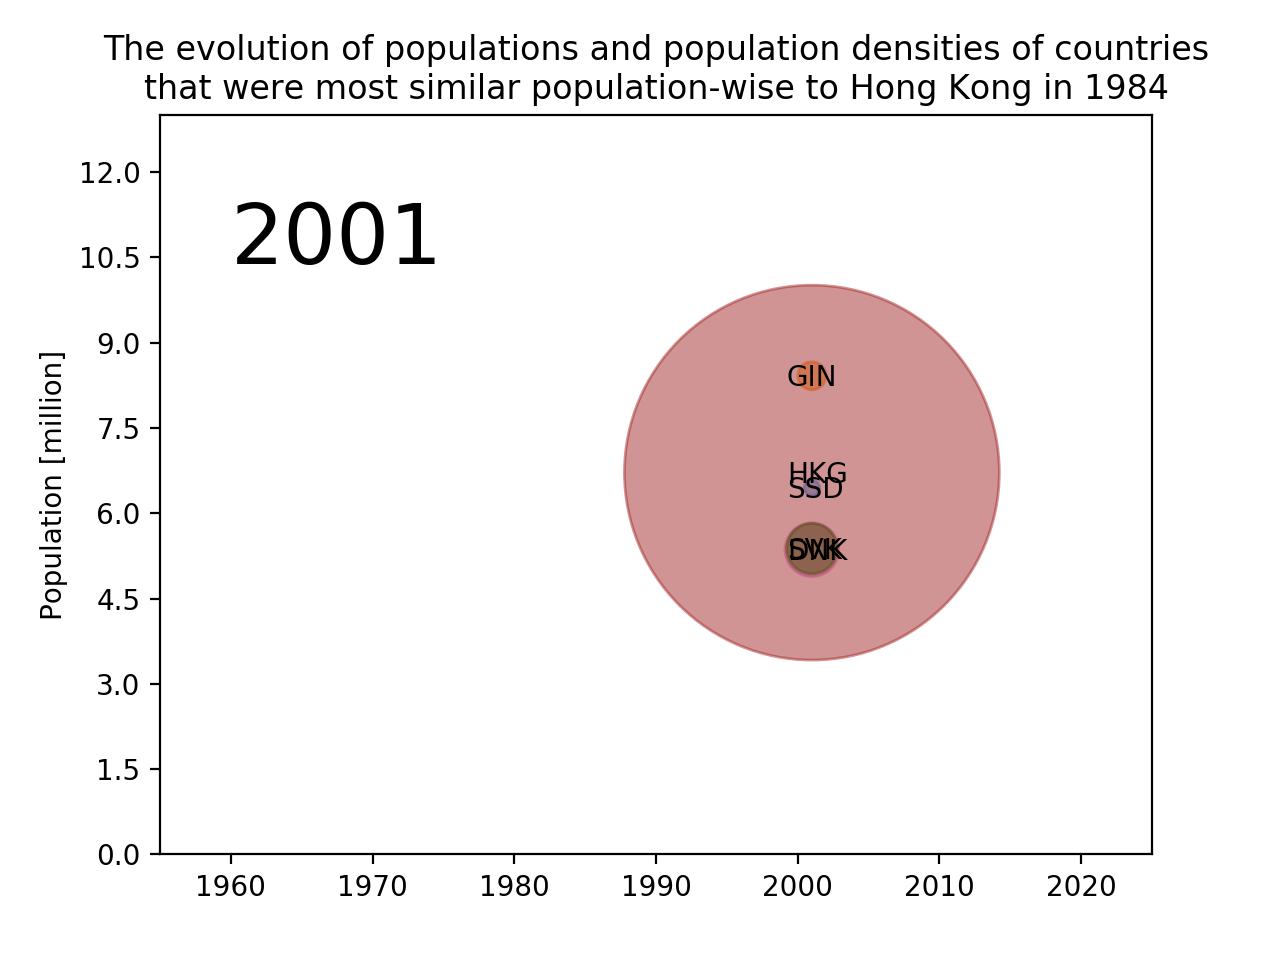 The evolution of populations and population densities of countries
that were most similar population-wise to Hong Kong in 1984
12.0
10.5
9.0
7.5
6.0
4.5
3.0
1.5
0.0
Population [million]
2001
GIN
HKG
SSD
DNK
1960 1970 1980 1990 2000 2010 2020